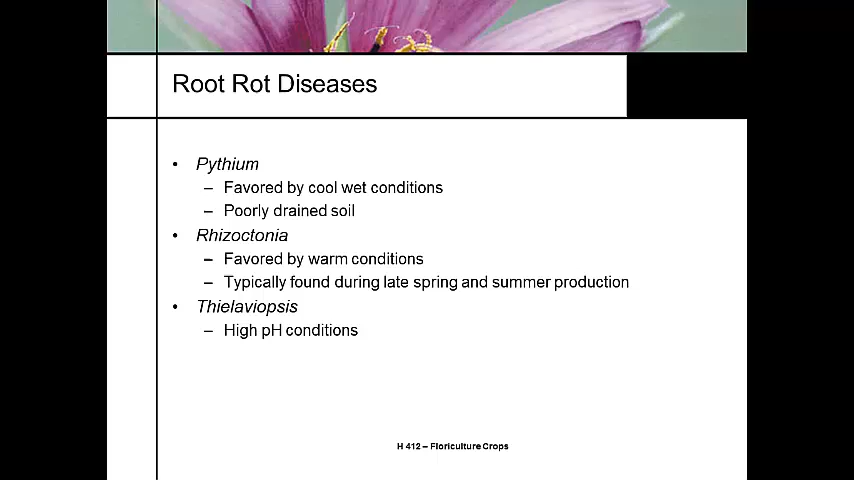 Root Rot Diseases
• Pythium
– Favored by cool wet conditions
– Poorly drained soil
• Rhizoctonia
– Favored by warm conditions
– Typically found during late spring and summer production
• Thielaviopsis
– High pH conditions
H 412 – Floriculture Crops